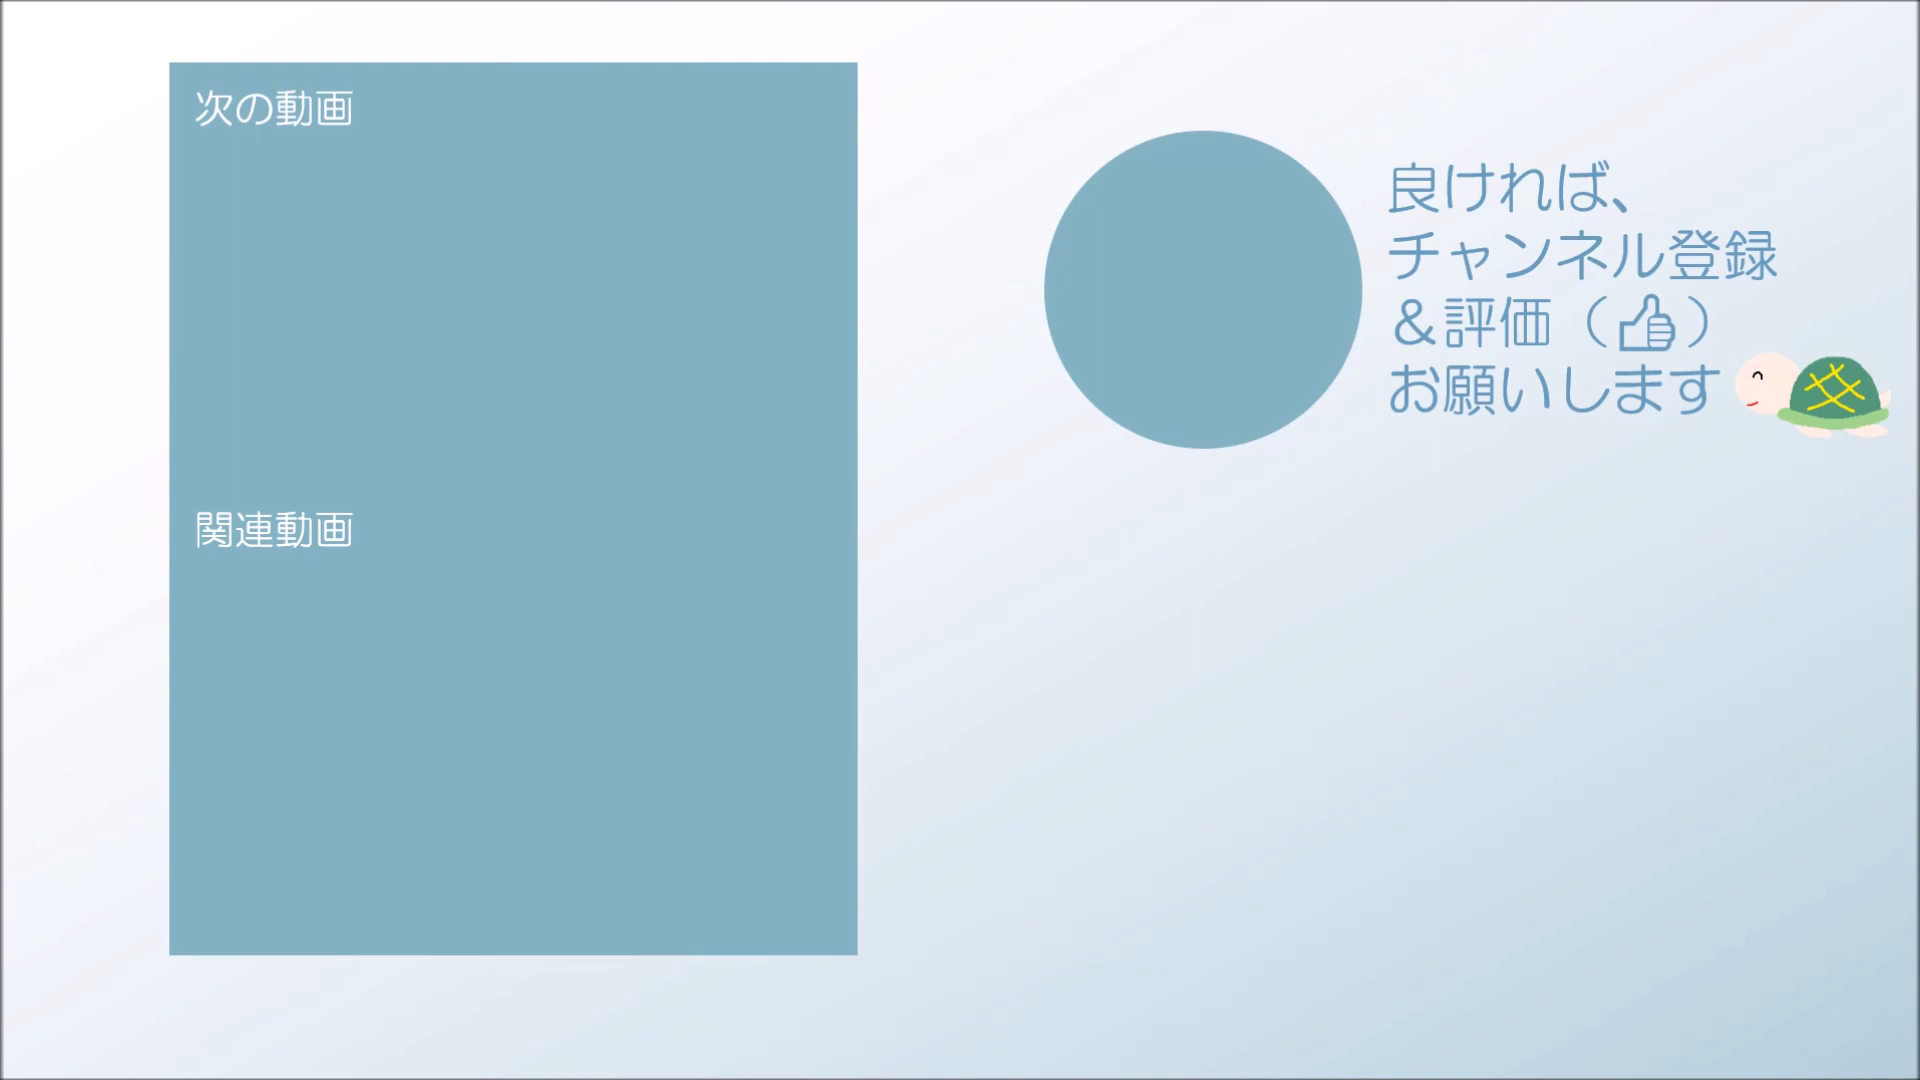 次の動画
関連動画
良ければ、
チャンネル登録
＆評価（👍）
お願いします